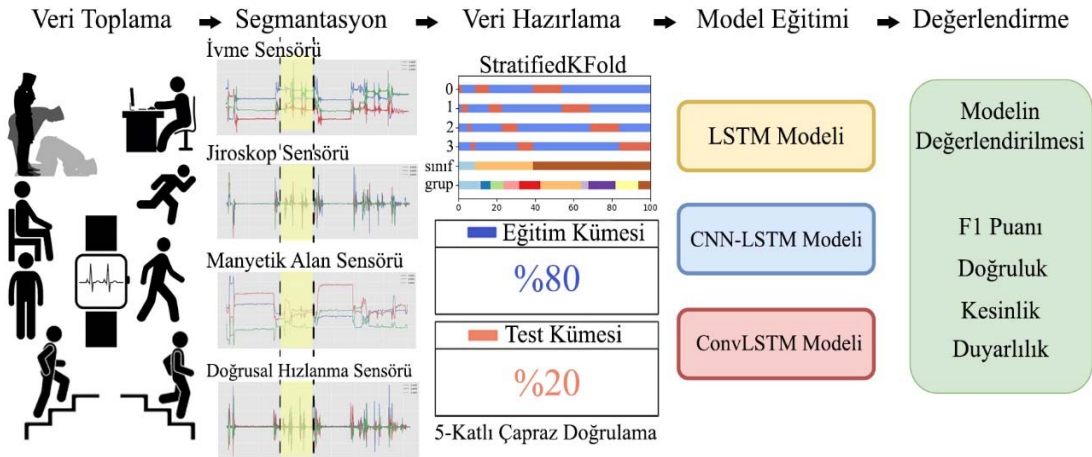 Veri Toplama
Segmantasyon
Veri Hazırlama
Model Eğitimi
Değerlendirme
İvme Sensörü
Jiroskop Sensörü
Manyetik Alan Sensörü
Doğrusal Hızlanma Sensörü
StratifiedKFold
0
1
2
3
sınıf
grup
0 20 40 60 80 100
Eğitim Kümesi
%80
Test Kümesi
%20
5-Katlı Çapraz Doğrulama
LSTM Modeli
CNN-LSTM Modeli
ConvLSTM Modeli
Modelin
Değerlendirilmesi
F1 Puanı
Doğruluk
Kesinlik
Duyarlılık